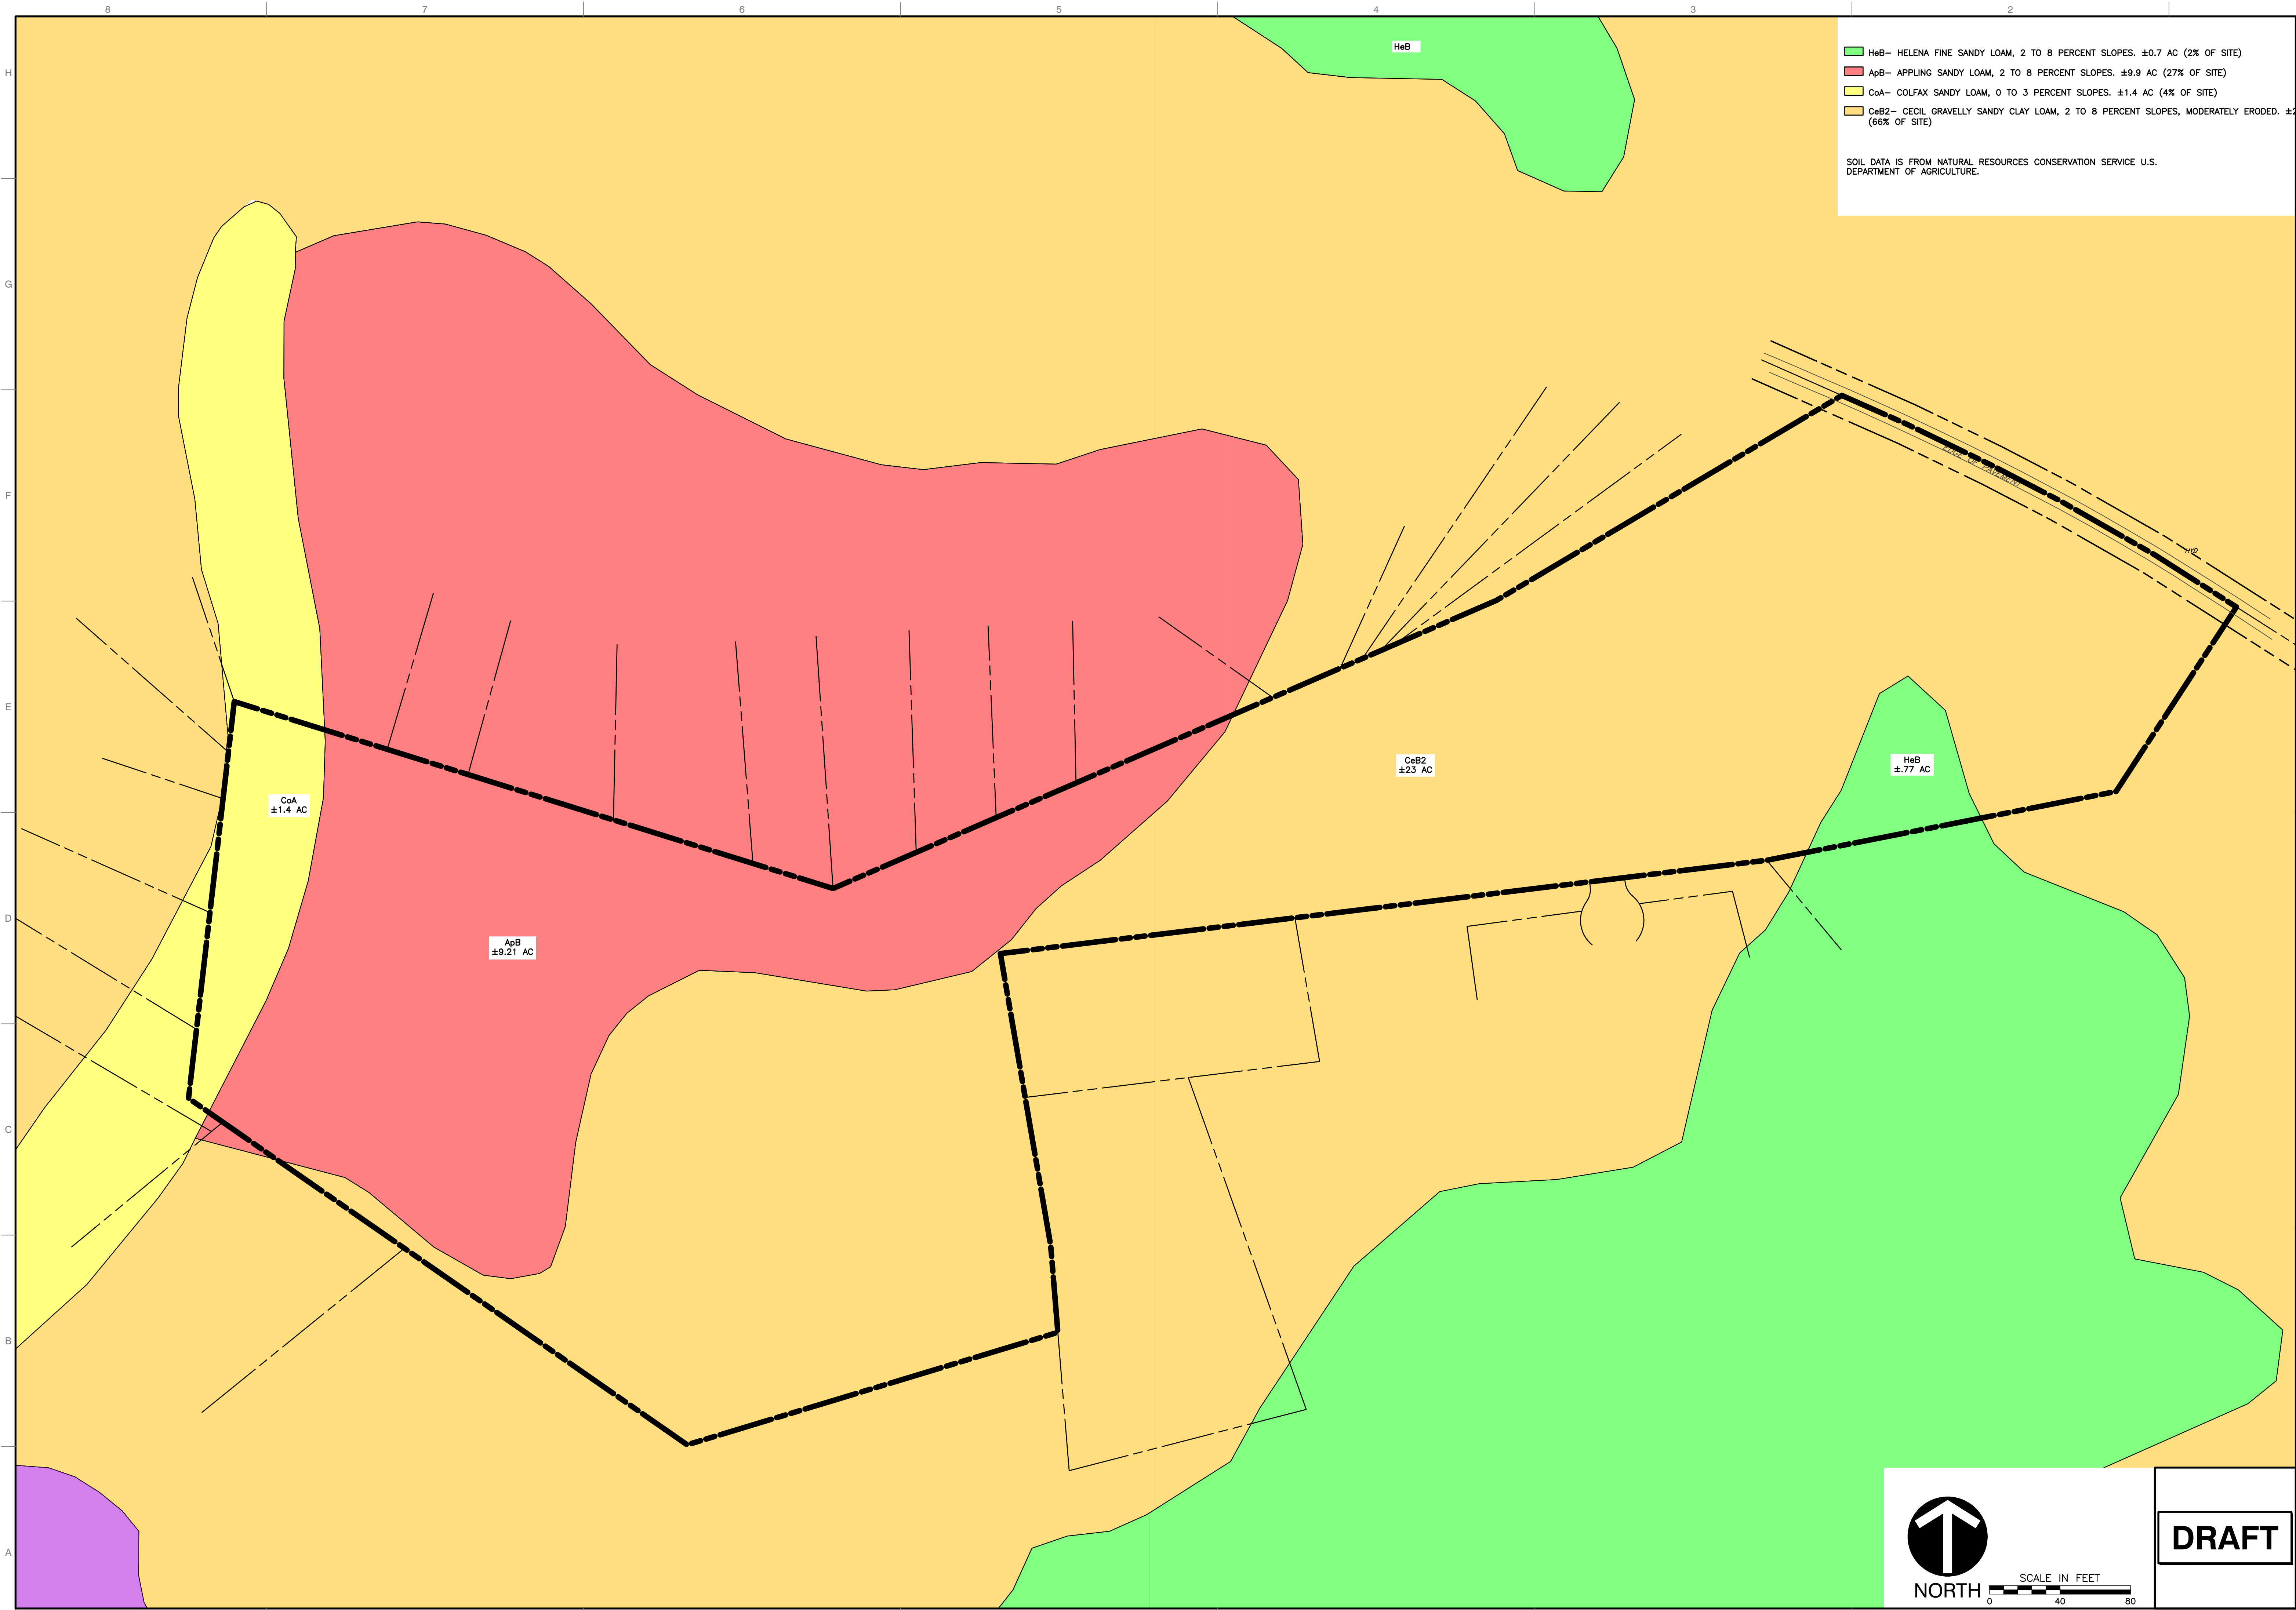 8 7 6 5 4 3 2
H
G
F
E
D
C
B
A
HeB
HeB– HELENA FINE SANDY LOAM, 2 TO 8 PERCENT SLOPES. ±0.7 AC (2% OF SITE)
ApB– APPLING SANDY LOAM, 2 TO 8 PERCENT SLOPES. ±9.9 AC (27% OF SITE)
CoA– COLFAX SANDY LOAM, 0 TO 3 PERCENT SLOPES. ±1.4 AC (4% OF SITE)
CeB2– CECIL GRAVELLY SANDY CLAY LOAM, 2 TO 8 PERCENT SLOPES, MODERATELY ERODED.
(66% OF SITE)
SOIL DATA IS FROM NATURAL RESOURCES CONSERVATION SERVICE U.S.
DEPARTMENT OF AGRICULTURE.
EDGE OF PAVEMENT
HYD
CeB2
±23 AC
HeB
±.77 AC
CoA
±1.4 AC
ApB
±9.21 AC
NORTH
SCALE IN FEET
0 40 80
DRAFT